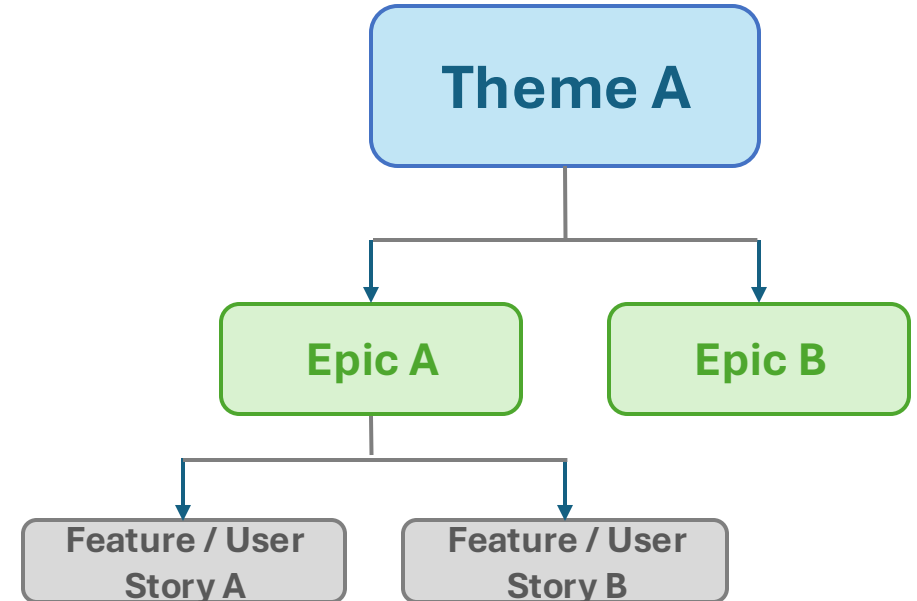 Theme A
Epic A
Epic B
Feature / User
Story A
Feature / User
Story B